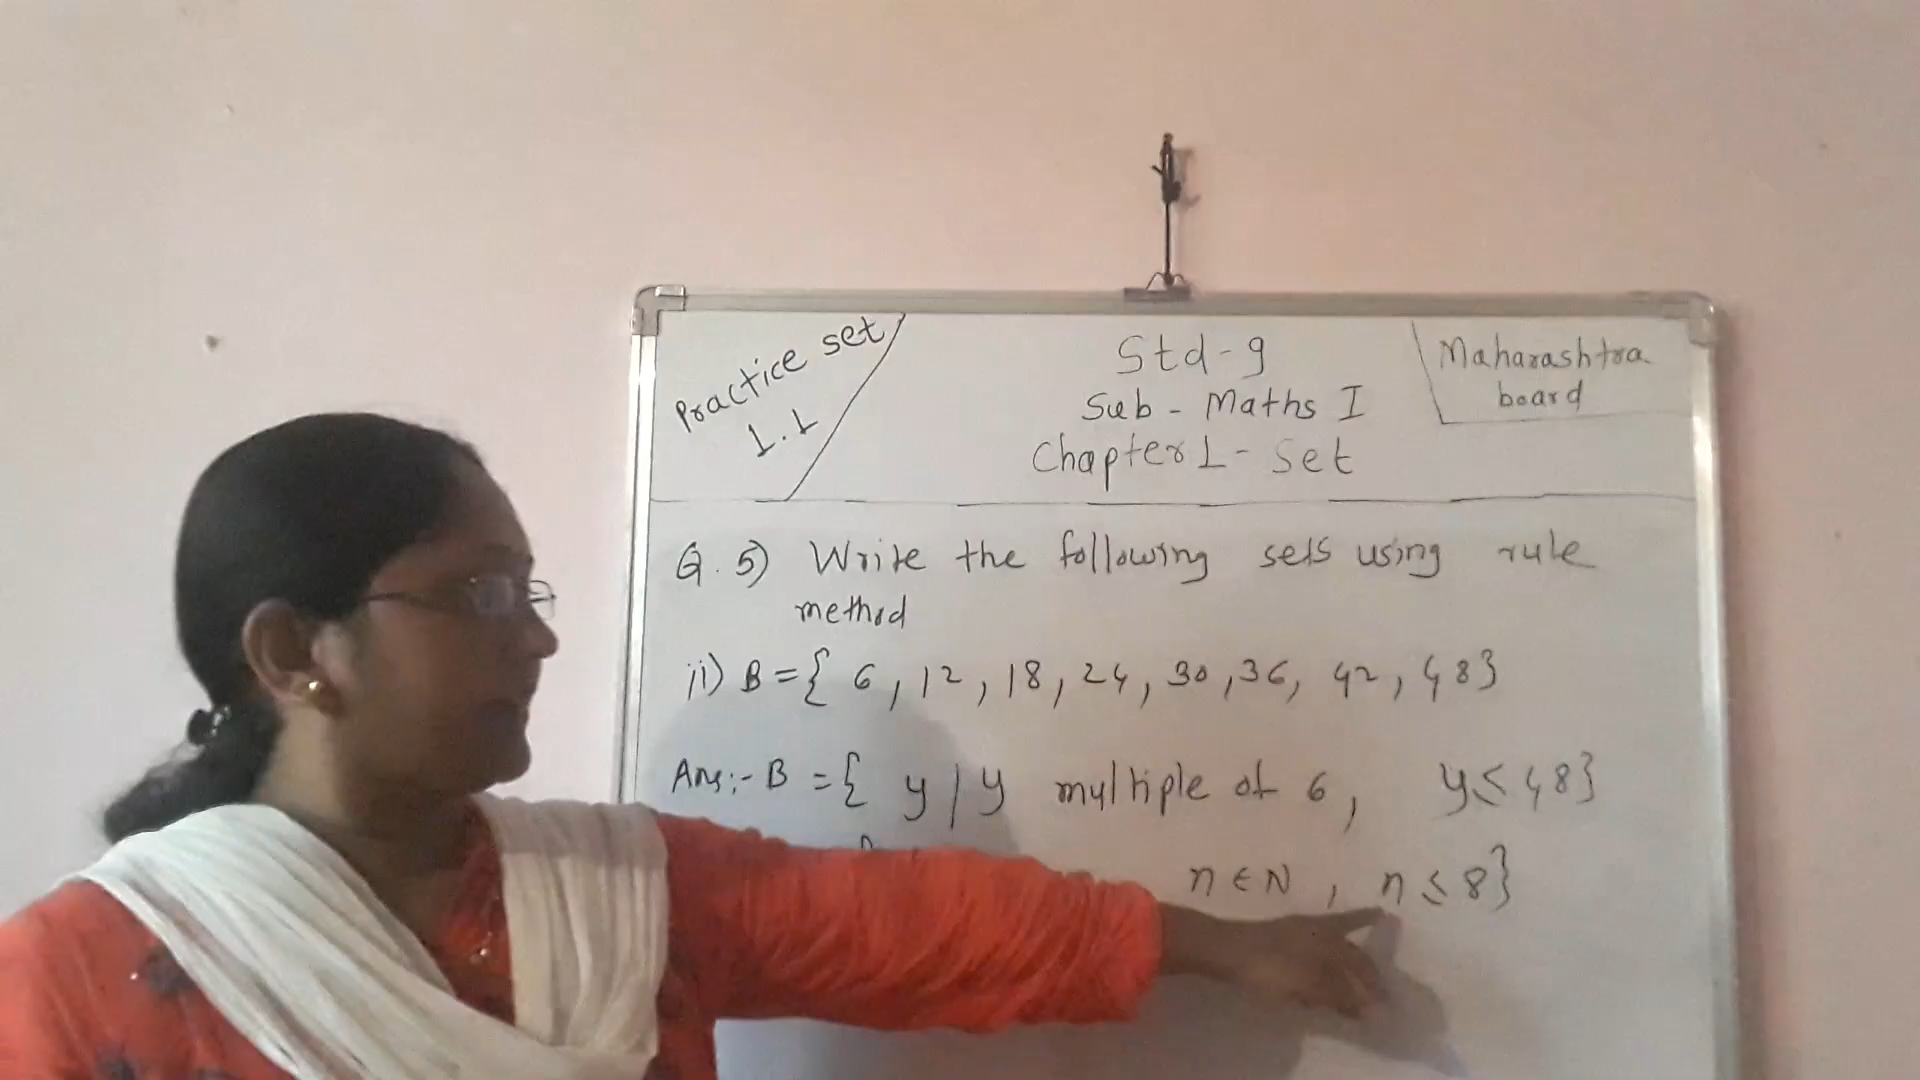 Practice set
1.1
Std-9
Sub - Maths I
Chapter 1 - Set
Maharashtra
board
Q. 5) Write the following sets using rule
method
ii) B = { 6, 12, 18, 24, 30, 36, 42, 48}
Ans:- B = { y / y multiple of 6, y ≤ 48}
n ∈ N , n ≤ 8}